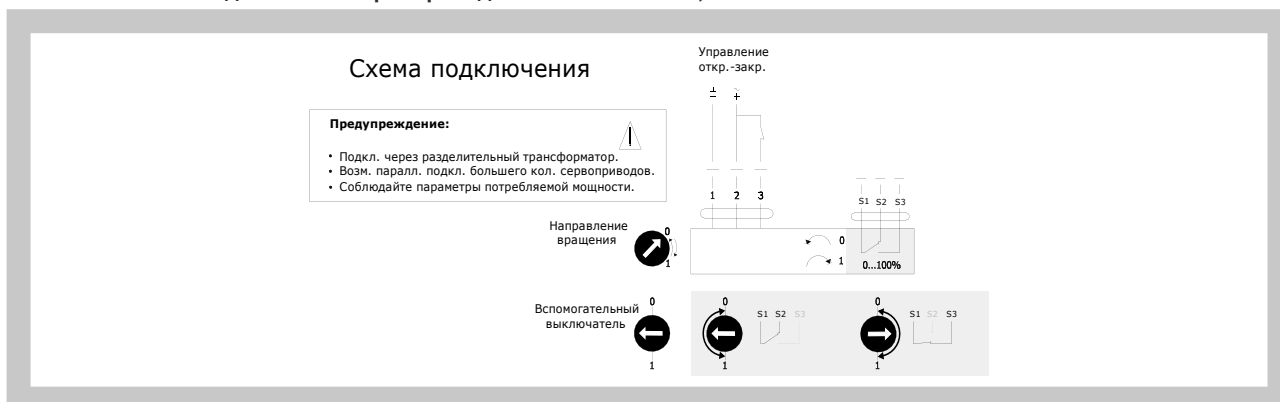 Схема подключения
Управление
откр.-закр.
Предупреждение:
• Подкл. через разделительный трансформатор.
• Возм. паралл. подкл. большего кол. сервоприводов.
• Соблюдайте параметры потребляемой мощности.
1 2 3
S1 S2 S3
Направление
вращения
0
1
0
1
0...100%
Вспомогательный
выключатель
0
1
0
S1 S2 S3
1
0
S1 S2 S3
1